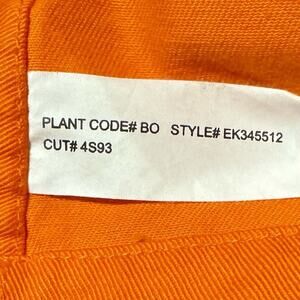 PLANT CODE# BO STYLE# EK345512
CUT# 4S93